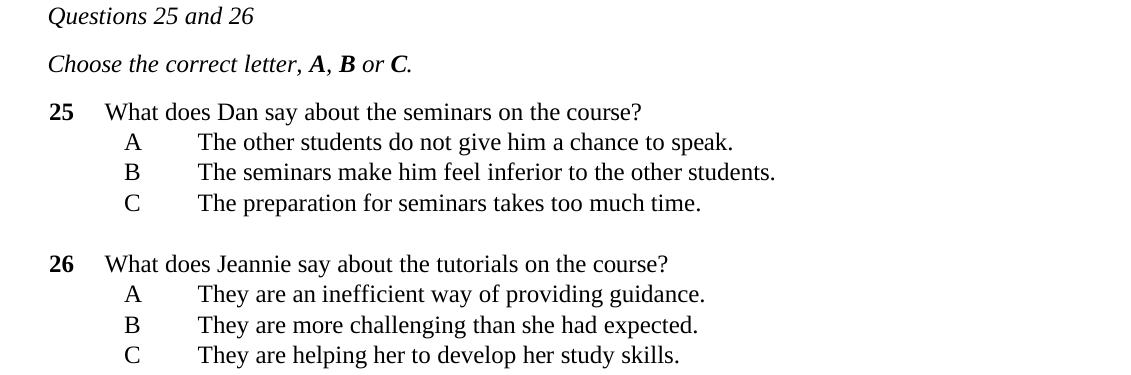 Questions 25 and 26
Choose the correct letter, A, B or C.
25 What does Dan say about the seminars on the course?
A The other students do not give him a chance to speak.
B The seminars make him feel inferior to the other students.
C The preparation for seminars takes too much time.
26 What does Jeannie say about the tutorials on the course?
A They are an inefficient way of providing guidance.
B They are more challenging than she had expected.
C They are helping her to develop her study skills.